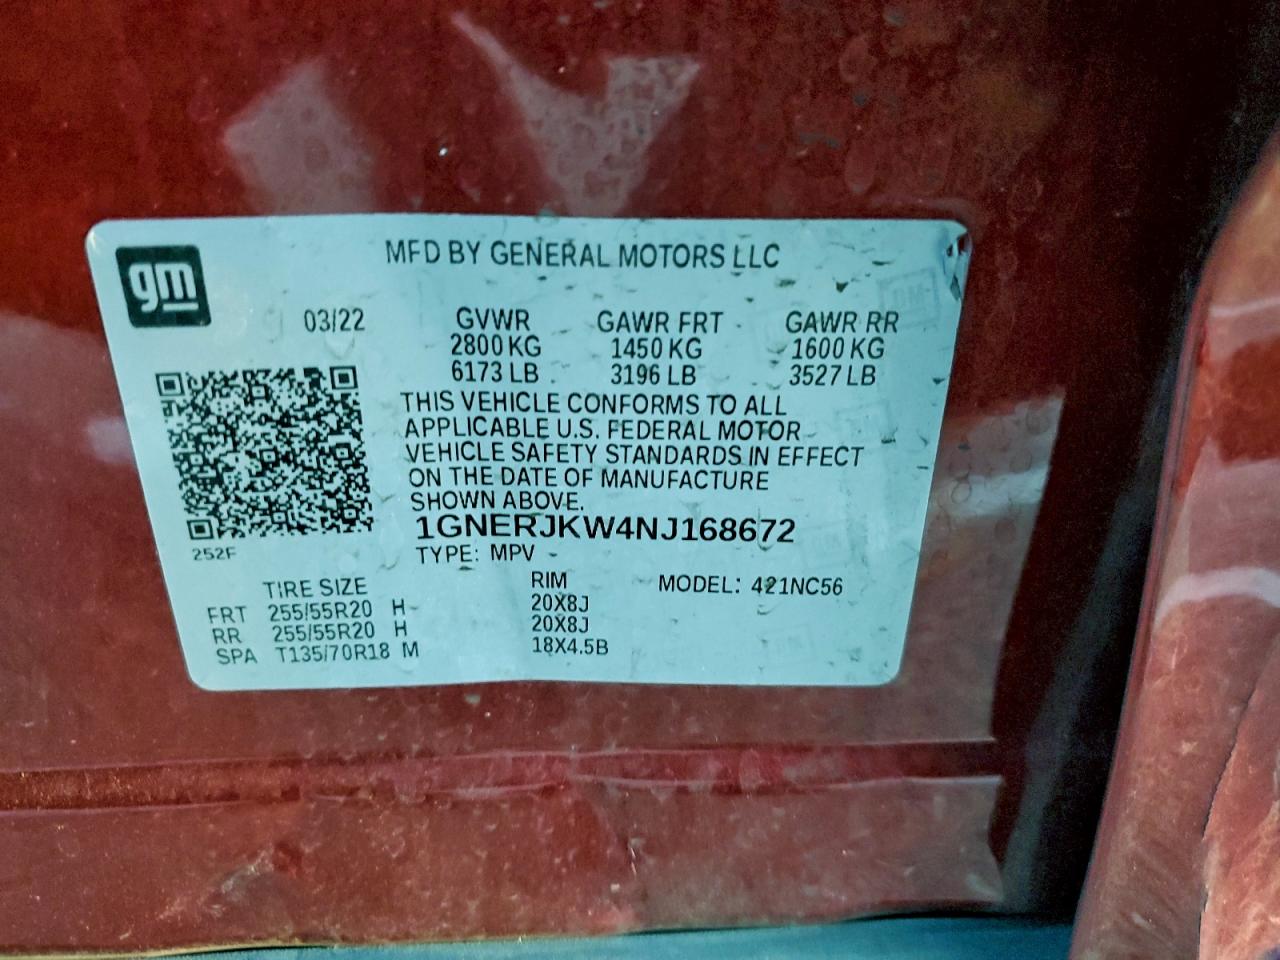 MFD BY GENERAL MOTORS LLC
gm
03/22 GVWR GAWR FRT GAWR RR
2800 KG 1450 KG 1600 KG
6173 LB 3196 LB 3527 LB
THIS VEHICLE CONFORMS TO ALL
APPLICABLE U.S. FEDERAL MOTOR
VEHICLE SAFETY STANDARDS IN EFFECT
ON THE DATE OF MANUFACTURE
SHOWN ABOVE.
1GNERJKW4NJ168672
252F TYPE: MPV
TIRE SIZE RIM MODEL: 421NC56
FRT 255/55R20 H 20X8J
RR 255/55R20 H 20X8J
SPA T135/70R18 M 18X4.5B